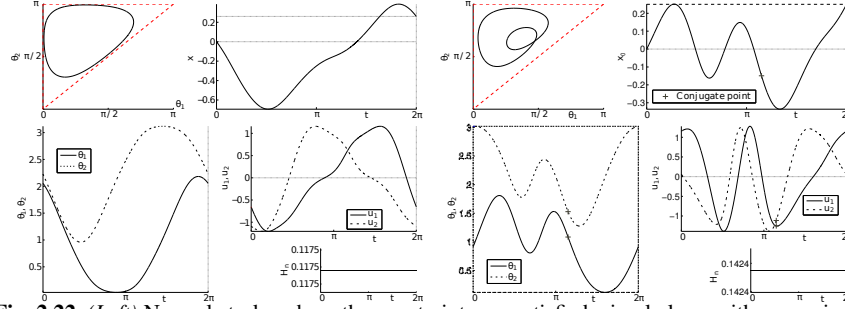 π
θ₂
π/2
0
π/2
θ₁
π
0.2
0
-0.2
-0.4
-0.6
x
π
t
2π
π
θ₂
π/2
0
π/2
θ₁
π
0.2
0.1
0
-0.1
-0.2
-0.3
x₀
+ Conjugate point
π
t
2π
3
2.5
2
1.5
1
0.5
θ₁, θ₂
θ₁
θ₂
π
t
2π
1
0.5
0
-0.5
-1
u₁, u₂
u₁
u₂
π
t
2π
0.1175
0.1175
0.1175
Hₙ
0
π
t
2π
3
2.5
2
1.5
1
0.5
θ₁, θ₂
θ₁
θ₂
0
π
t
2π
1
0
-1
u₁, u₂
u₁
u₂
0
π
t
2π
0.1424
0.1424
Hₙ
0
π
t
2π